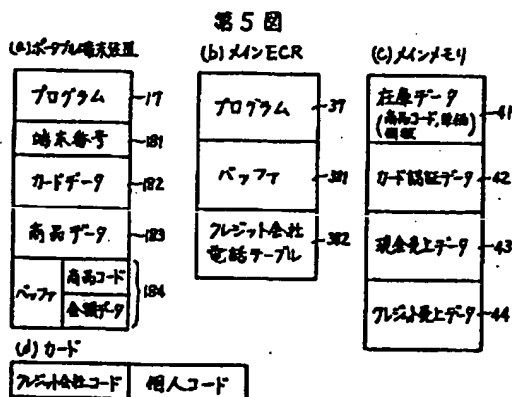 第5図
(a)ポータブル端末装置
プログラム
17
端末番号
181
カードデータ
182
商品データ
183
バッファ
商品コード
金額データ
184
(b)メインECR
プログラム
37
バッファ
381
クレジット会社
電話テーブル
382
(c)メインメモリ
在庫データ
(商品コード,単価
個数)
41
カード認証データ
42
現金売上データ
43
クレジット売上データ
44
(d)カード
クレジット会社コード
個人コード